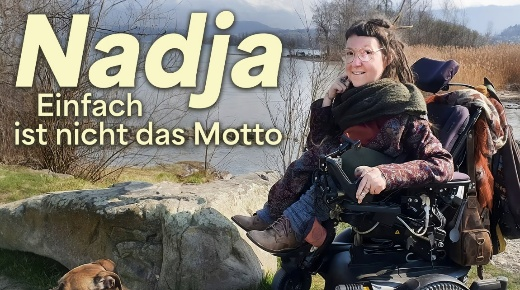 Nadja
Einfach
ist nicht das Motto